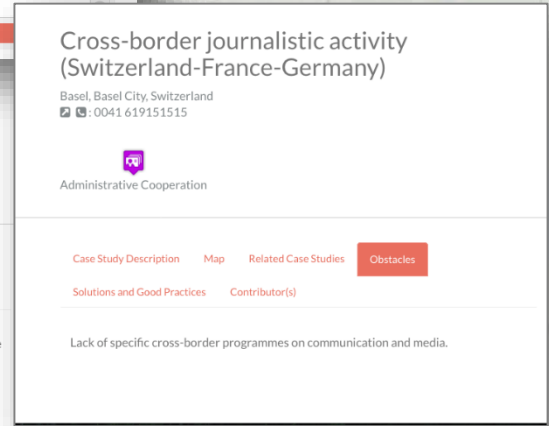 Cross-border journalistic activity
(Switzerland-France-Germany)
Basel, Basel City, Switzerland
: 0041 619151515
Administrative Cooperation
Case Study Description Map Related Case Studies Obstacles
Solutions and Good Practices Contributor(s)
Lack of specific cross-border programmes on communication and media.